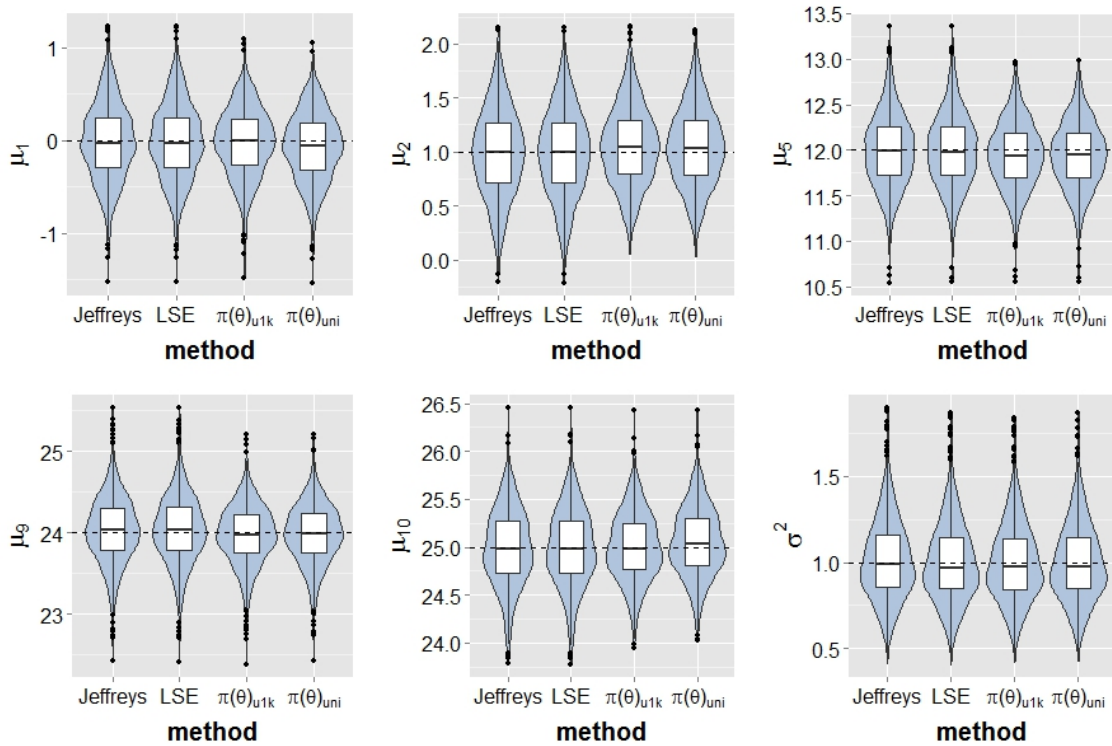 μ1
1
0
-1
Jeffreys LSE π(θ)u1k π(θ)uni
method
μ2
2.0
1.5
1.0
0.5
0.0
Jeffreys LSE π(θ)u1k π(θ)uni
method
μ5
13.5
13.0
12.5
12.0
11.5
11.0
10.5
Jeffreys LSE π(θ)u1k π(θ)uni
method
μ9
25
24
23
Jeffreys LSE π(θ)u1k π(θ)uni
method
μ10
26.5
26.0
25.5
25.0
24.5
24.0
Jeffreys LSE π(θ)u1k π(θ)uni
method
σ2
1.5
1.0
0.5
Jeffreys LSE π(θ)u1k π(θ)uni
method